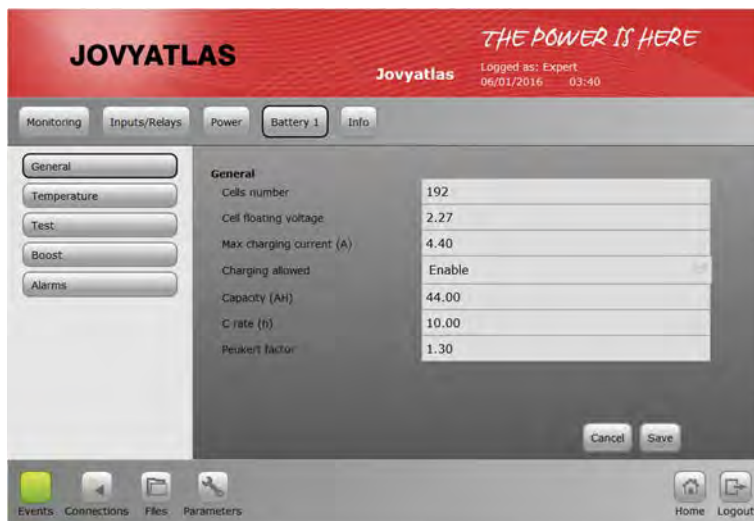 JOVYATLAS
THE POWER IS HERE
Jovyatlas
Logged as: Expert
06/01/2016 03:40
Monitoring Inputs/Relays Power Battery 1 Info
General
Temperature
Test
Boost
Alarms
General
Cells number 192
Cell floating voltage 2.27
Max charging current (A) 4.40
Charging allowed Enable
Capacity (AH) 44.00
C rate (h) 10.00
Peukert factor 1.30
Cancel Save
Events Connections Files Parameters Home Logout